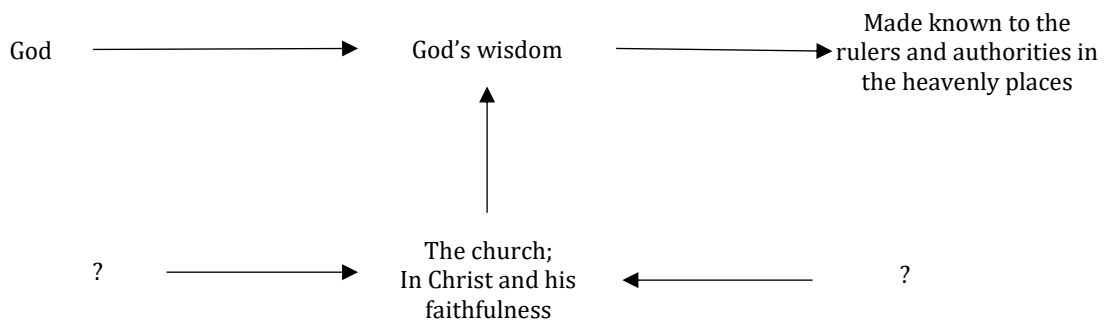 God
God’s wisdom
Made known to the
rulers and authorities in
the heavenly places
?
The church;
In Christ and his
faithfulness
?